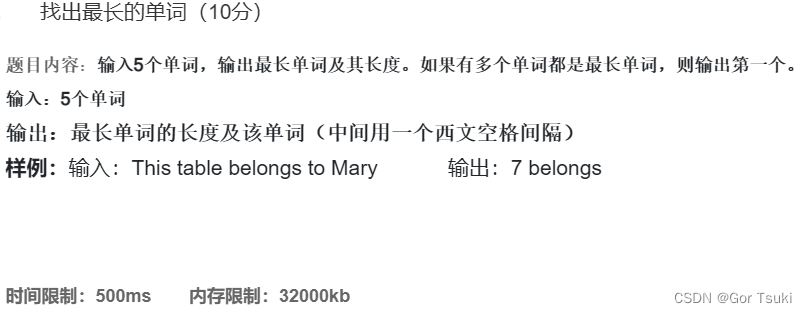 找出最长的单词（10分）
题目内容：输入5个单词，输出最长单词及其长度。如果有多个单词都是最长单词，则输出第一个。
输入：5个单词
输出：最长单词的长度及该单词（中间用一个西文空格间隔）
样例：输入：This table belongs to Mary 输出：7 belongs
时间限制：500ms 内存限制：32000kb
CSDN @Gor Tsuki